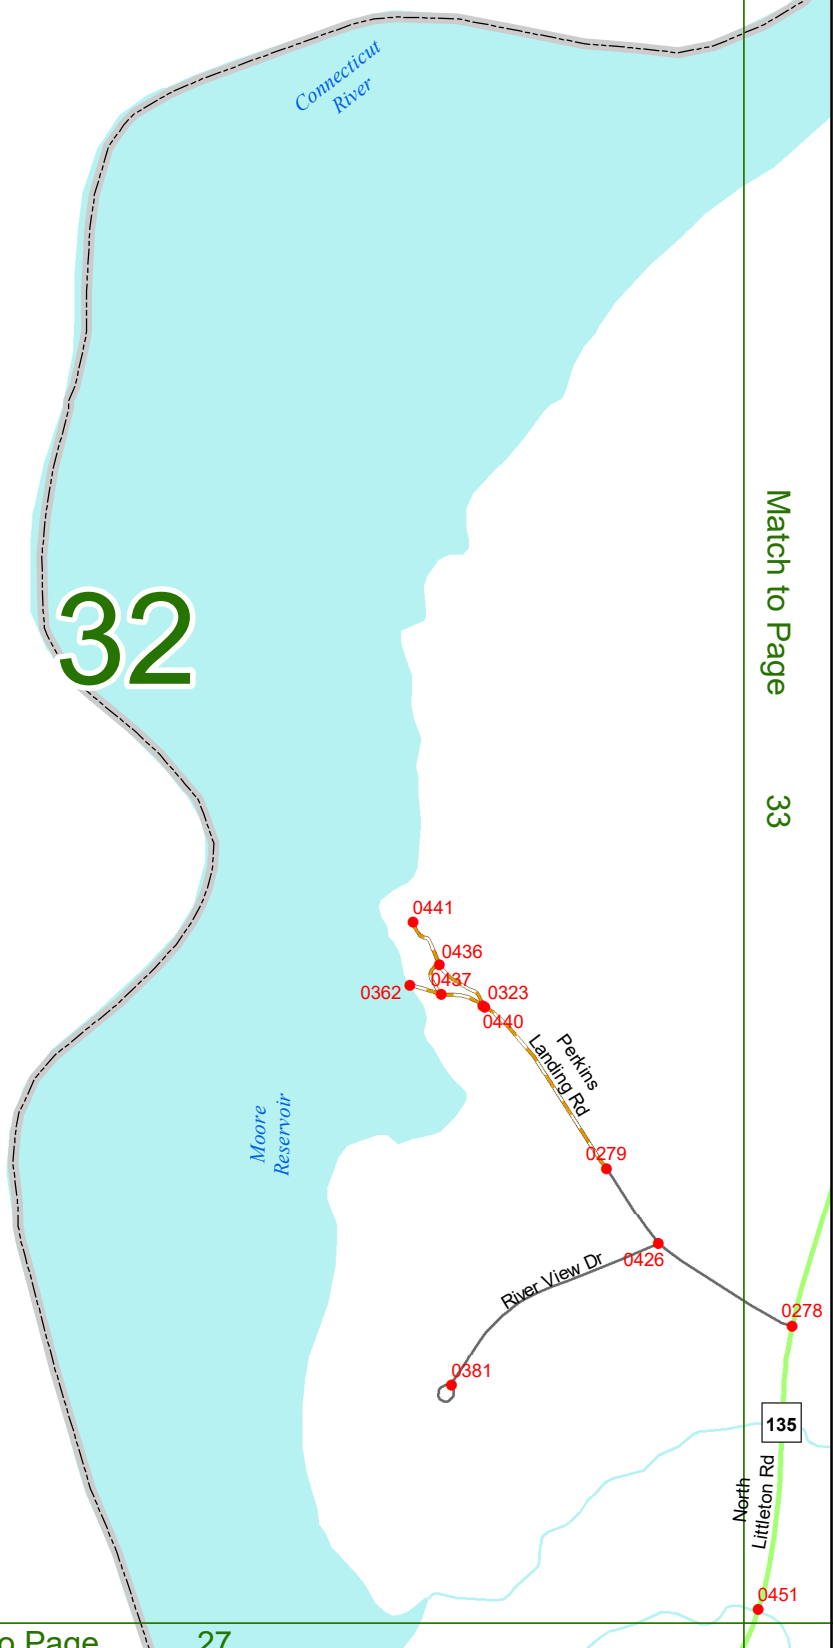 Connecticut
River
32
Match to Page 33
0441
0436
0437
0362
0323
0440
Perkins
Landing Rd
Moore
Reservoir
0279
0426
River View Dr
0278
0381
135
North
Littleton Rd
0451
o Page 27